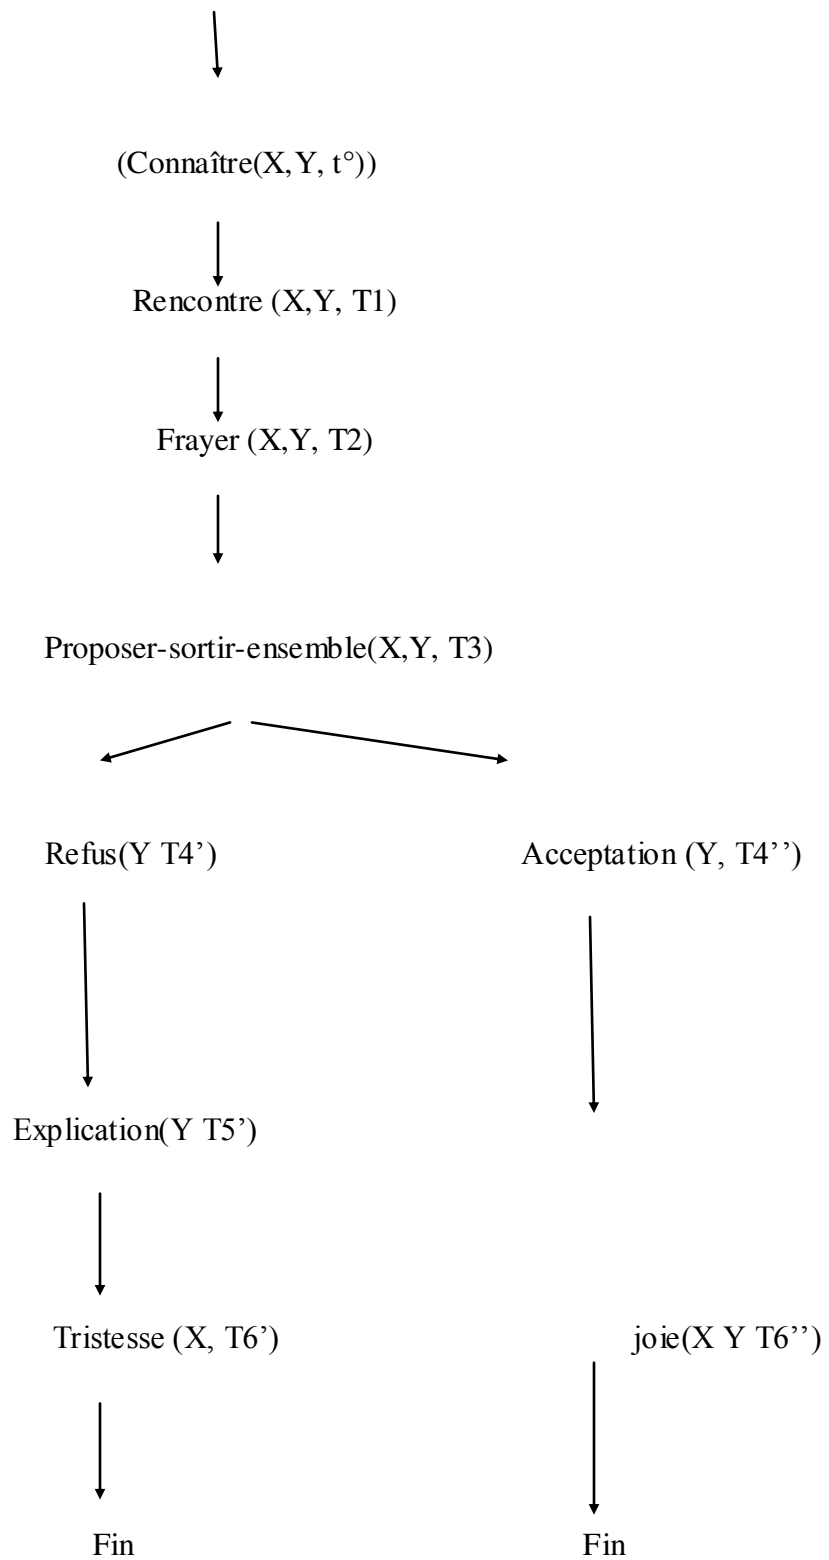 (Connaître(X,Y, t°))
Rencontre (X,Y, T1)
Frayer (X,Y, T2)
Proposer-sortir-ensemble(X,Y, T3)
Refus(Y T4’)
Acceptation (Y, T4’’)
Explication(Y T5’)
Tristesse (X, T6’)
joie(X Y T6’’)
Fin
Fin